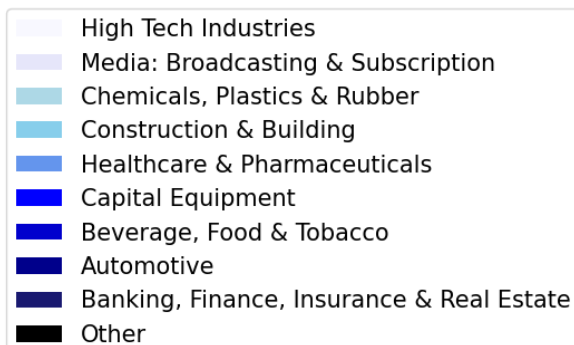 High Tech Industries
Media: Broadcasting & Subscription
Chemicals, Plastics & Rubber
Construction & Building
Healthcare & Pharmaceuticals
Capital Equipment
Beverage, Food & Tobacco
Automotive
Banking, Finance, Insurance & Real Estate
Other